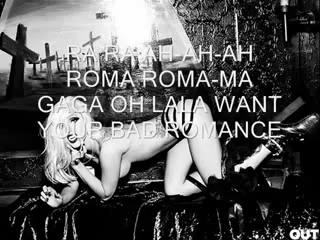 RA RA-AH AH-AH
ROMA ROMA-MA
GAGA OH LALA WANT
YOUR BAD ROMANCE
OUT